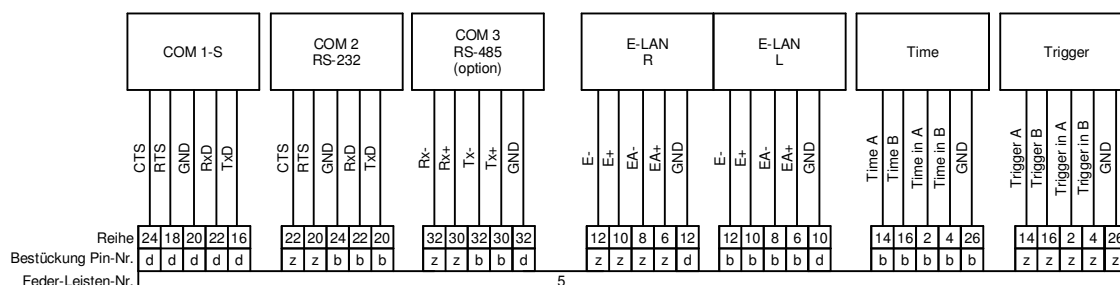 COM 1-S
COM 2
RS-232
COM 3
RS-485
(option)
E-LAN
R
E-LAN
L
Time
Trigger
CTS
RTS
GND
RxD
TxD
CTS
RTS
GND
RxD
TxD
Rx-
Rx+
Tx-
Tx+
GND
E-
E+
EA-
EA+
GND
E-
E+
EA-
EA+
GND
Time A
Time B
Time in A
Time in B
GND
Trigger A
Trigger B
Trigger in A
Trigger in B
GND
Reihe 24 18 20 22 16 22 20 24 22 20 32 30 32 30 32 12 10 8 6 12 12 10 8 6 10 14 16 2 4 26 14 16 2 4 26
Bestückung Pin-Nr. d d d d d z z b b b z z b b d z z z z d b b b b d b b b b b z z z z z
Feder-Leisten-Nr. 5